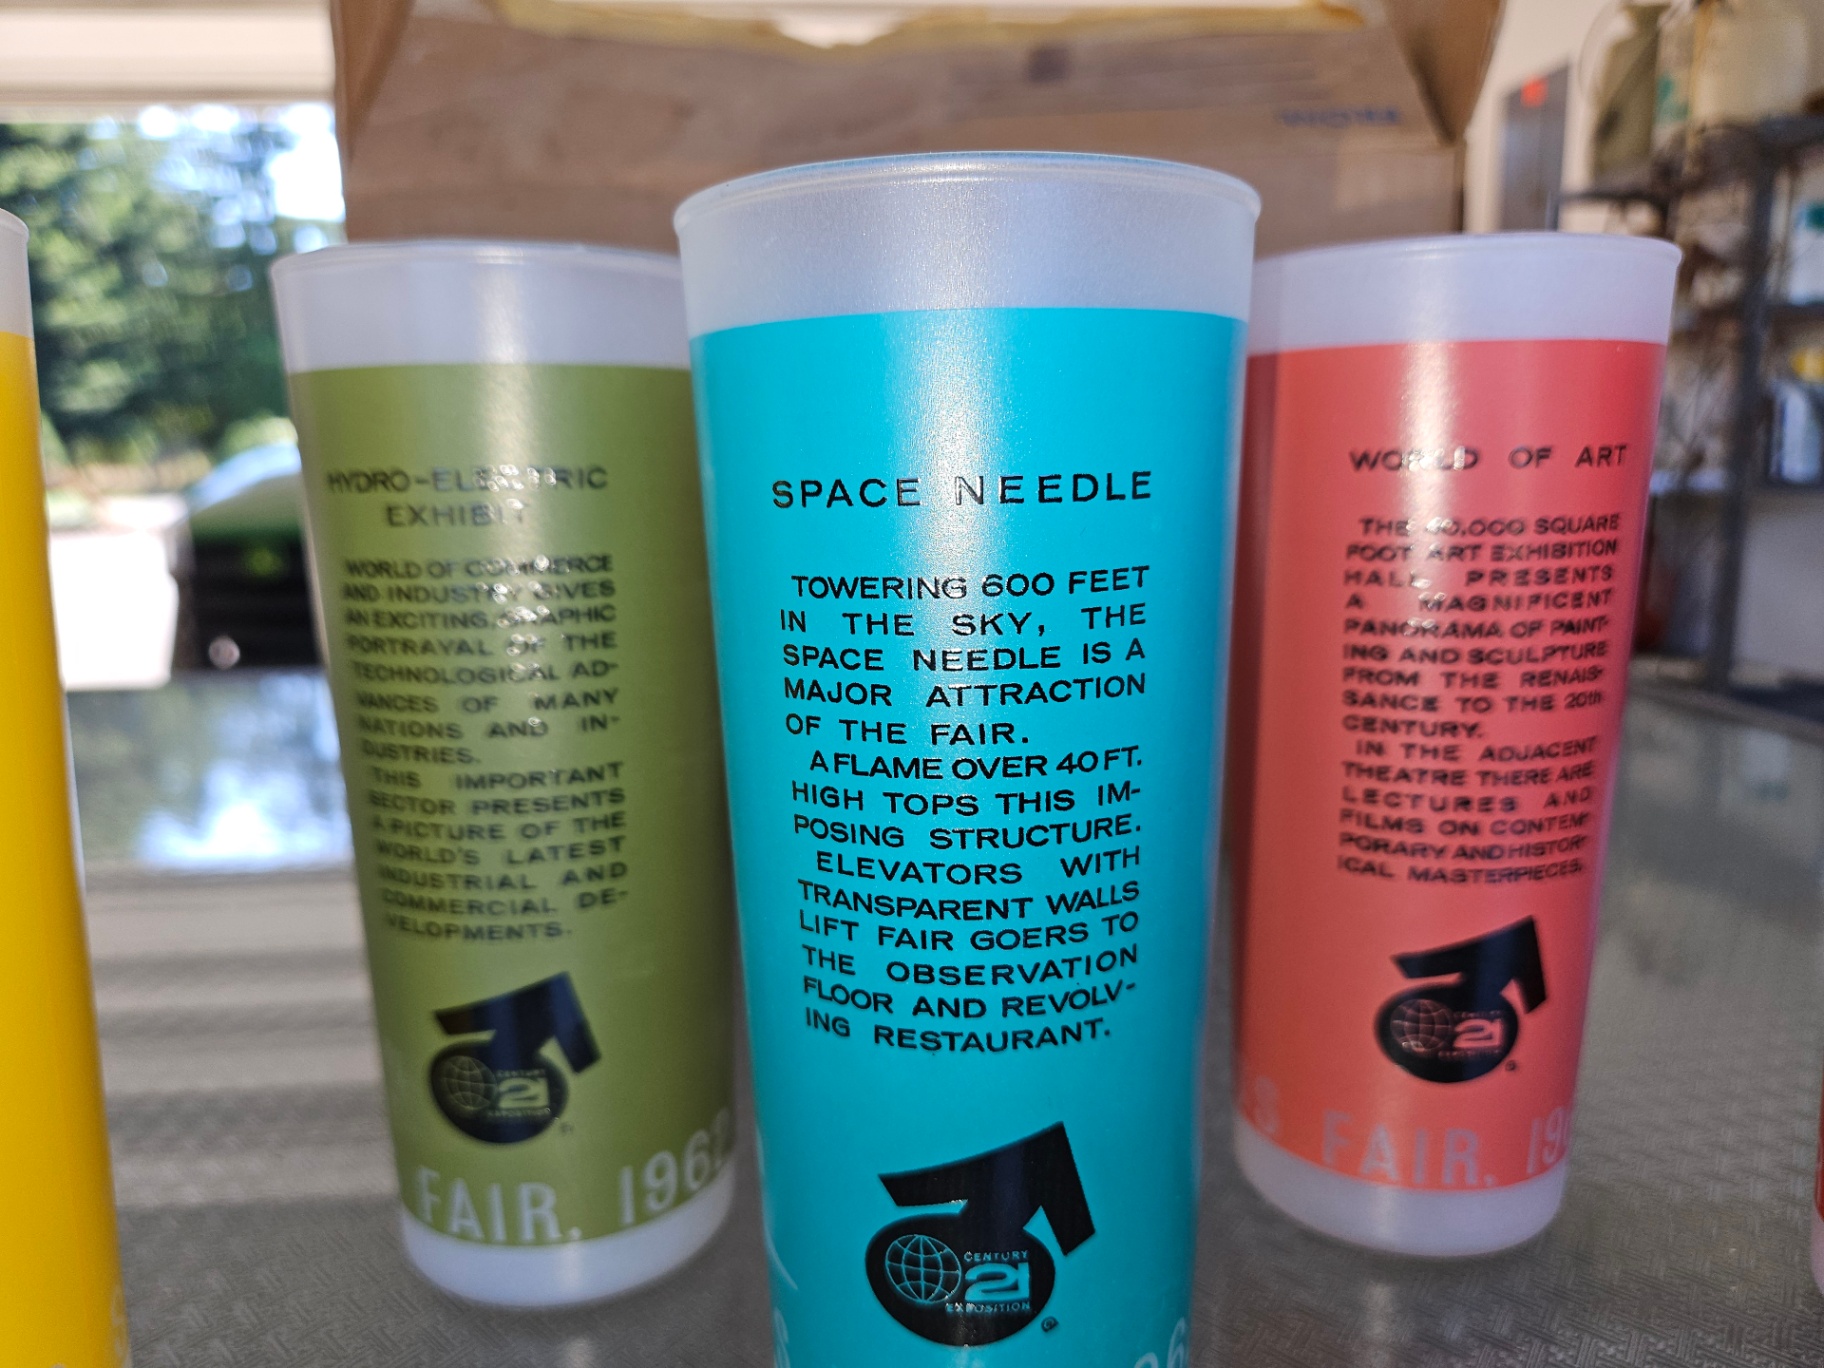 HYDRO-ELECTRIC
EXHIBIT
WORLD OF COMMERCE
AND INDUSTRY GIVES
AN EXCITING, GRAPHIC
PORTRAYAL OF THE
TECHNOLOGICAL AD-
VANCES OF MANY
NATIONS AND IN-
DUSTRIES.
THIS IMPORTANT
SECTOR PRESENTS
A PICTURE OF THE
WORLD'S LATEST
INDUSTRIAL AND
COMMERCIAL DE-
VELOPMENTS.
CENTURY
21
EXPOSITION
FAIR, 1962
SPACE NEEDLE
TOWERING 600 FEET
IN THE SKY, THE
SPACE NEEDLE IS A
MAJOR ATTRACTION
OF THE FAIR.
A FLAME OVER 40 FT.
HIGH TOPS THIS IM-
POSING STRUCTURE.
ELEVATORS WITH
TRANSPARENT WALLS
LIFT FAIR GOERS TO
THE OBSERVATION
FLOOR AND REVOLV-
ING RESTAURANT.
CENTURY
21
EXPOSITION
®
WORLD OF ART
THE SQUARE
FOOT ART EXHIBITION
HALL PRESENTS
A MAGNIFICENT
PANORAMA OF PAINT-
ING AND SCULPTURE
FROM THE RENAIS-
SANCE TO THE 20th
CENTURY.
IN THE ADJACENT
THEATRE THERE ARE
LECTURES AND
FILMS ON CONTEM-
PORARY AND HISTOR-
ICAL MASTERPIECES.
CENTURY
21
EXPOSITION
®
'S FAIR, 19